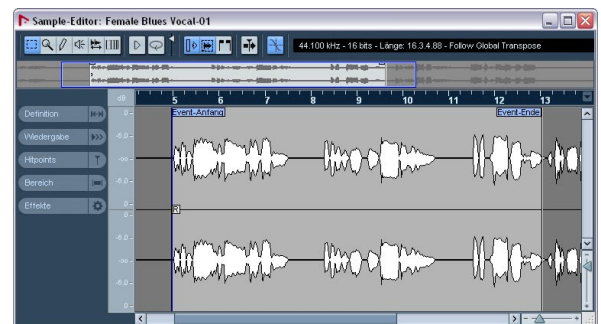 Sample-Editor: Female Blues Vocal-01
44.100 kHz - 16 bits - Länge: 16.3.4.88 - Follow Global Transpose
dB 5 6 7 8 9 10 11 12 13
Event-Anfang Event-Ende
Definition
Wiedergabe
Hitpoints
Bereich
Effekte
0
-6.0
-oo
-6.0
0
0
-6.0
-oo
-6.0
0
R